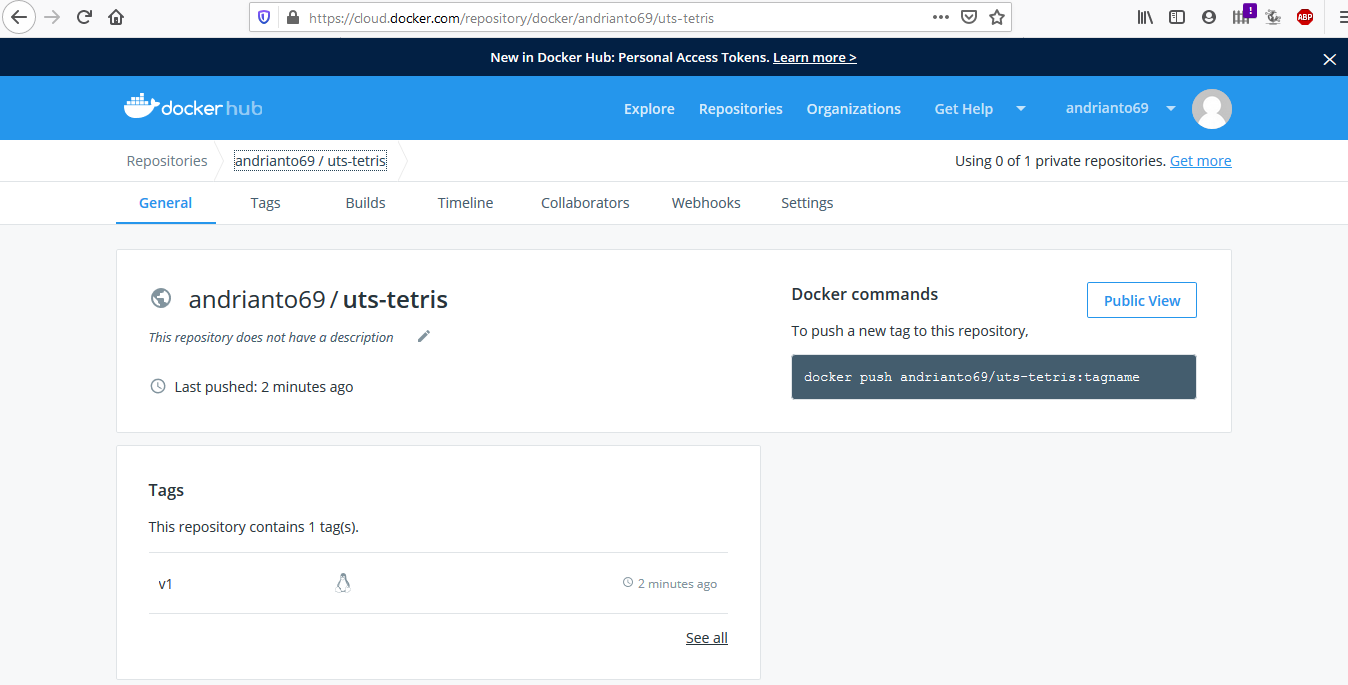 https://cloud.docker.com/repository/docker/andrianto69/uts-tetris
! ABP
New in Docker Hub: Personal Access Tokens. Learn more >
docker hub Explore Repositories Organizations Get Help andrianto69
Repositories andrianto69 / uts-tetris Using 0 of 1 private repositories. Get more
General Tags Builds Timeline Collaborators Webhooks Settings
andrianto69 / uts-tetris
This repository does not have a description
Last pushed: 2 minutes ago
Docker commands
Public View
To push a new tag to this repository,
docker push andrianto69/uts-tetris:tagname
Tags
This repository contains 1 tag(s).
v1 2 minutes ago
See all